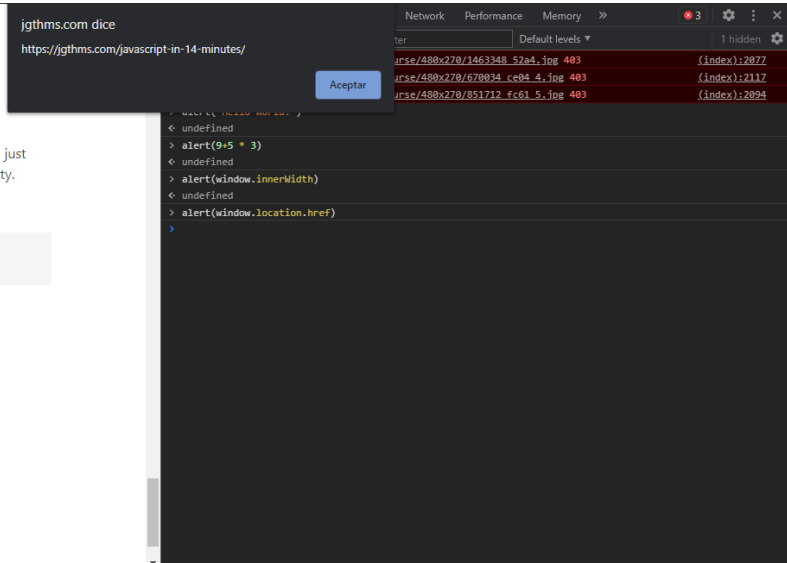 jgthms.com dice
https://jgthms.com/javascript-in-14-minutes/
Aceptar
Network Performance Memory »
3
Default levels ▼
1 hidden
urse/480x270/1463348_52a4.jpg 403 (index):2077
urse/480x270/670034_ce04_4.jpg 403 (index):2117
urse/480x270/851712_fc61_5.jpg 403 (index):2094
just
ty.
undefined
> alert(9+5 * 3)
undefined
> alert(window.innerWidth)
undefined
> alert(window.location.href)
>